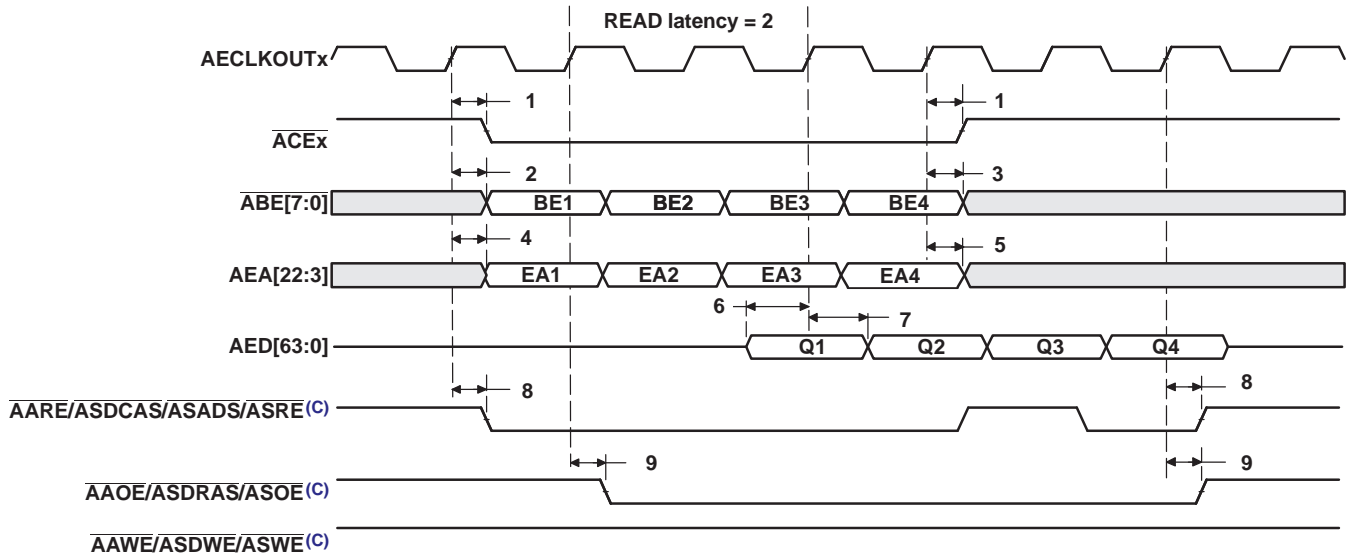 READ latency = 2
AECLKOUTx
1 1
ACEx
2 3
ABE[7:0] BE1 BE2 BE3 BE4
4 5
AEA[22:3] EA1 EA2 EA3 EA4
6 7
AED[63:0] Q1 Q2 Q3 Q4
8 8
AARE/ASDCAS/ASADS/ASRE(C)
9 9
AAOE/ASDRAS/ASOE(C)
AAWE/ASDWE/ASWE(C)